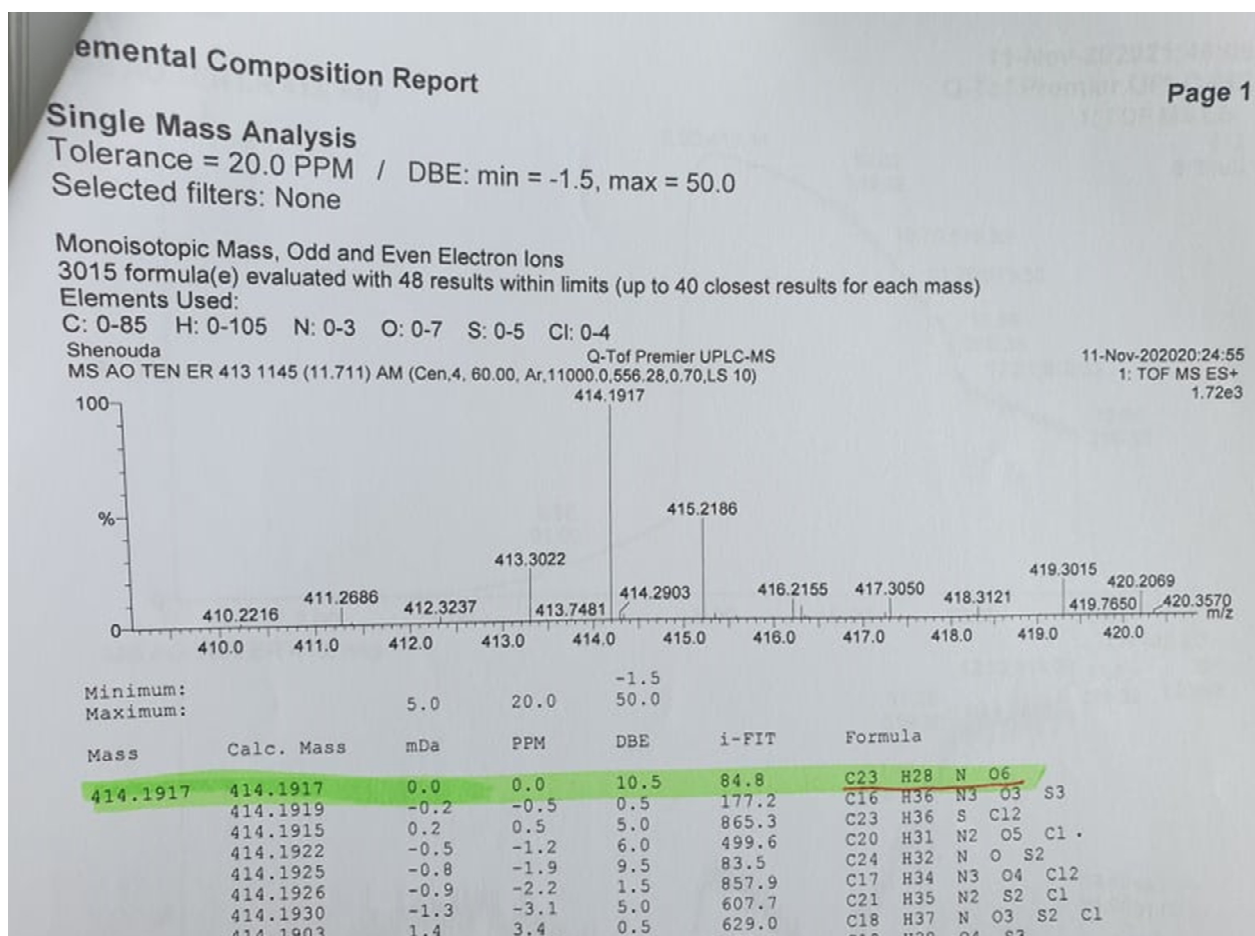 emental Composition Report
Page 1
Single Mass Analysis
Tolerance = 20.0 PPM / DBE: min = -1.5, max = 50.0
Selected filters: None
Monoisotopic Mass, Odd and Even Electron Ions
3015 formula(e) evaluated with 48 results within limits (up to 40 closest results for each mass)
Elements Used:
C: 0-85 H: 0-105 N: 0-3 O: 0-7 S: 0-5 Cl: 0-4
Shenouda Q-Tof Premier UPLC-MS 11-Nov-202020:24:55
MS AO TEN ER 413 1145 (11.711) AM (Cen,4, 60.00, Ar,11000.0,556.28,0.70,LS 10) 1: TOF MS ES+
1.72e3
414.1917
100
%
0
415.2186
413.3022
410.2216 411.2686 412.3237 413.7481 414.2903 416.2155 417.3050 418.3121 419.3015 419.7650 420.2069 420.3570
m/z
410.0 411.0 412.0 413.0 414.0 415.0 416.0 417.0 418.0 419.0 420.0
Minimum: -1.5
Maximum: 5.0 20.0 50.0
Mass Calc. Mass mDa PPM DBE i-FIT Formula
414.1917 414.1917 0.0 0.0 10.5 84.8 C23 H28 N O6
414.1919 -0.2 -0.5 0.5 177.2 C16 H36 N3 O3 S3
414.1915 0.2 0.5 5.0 865.3 C23 H36 S Cl2
414.1922 -0.5 -1.2 6.0 499.6 C20 H31 N2 O5 Cl
414.1925 -0.8 -1.9 9.5 83.5 C24 H32 N O S2
414.1926 -0.9 -2.2 1.5 857.9 C17 H34 N3 O4 Cl2
414.1930 -1.3 -3.1 5.0 607.7 C21 H35 N2 S2 Cl
414.1903 1.4 3.4 0.5 629.0 C18 H37 N O3 S2 Cl